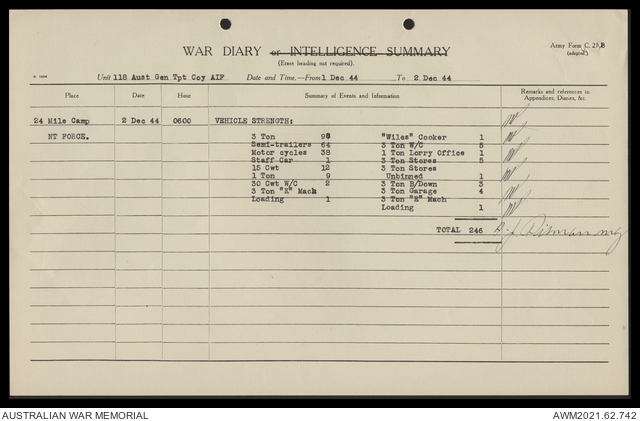 Army Form C. 2118
(adapted)
WAR DIARY or INTELLIGENCE SUMMARY
(Erase heading not required).
Unit 118 Aust Gen Tpt Coy AIF Date and Time.—From 1 Dec 44 To 2 Dec 44
Place Date Hour Summary of Events and Information Remarks and references to Appendices, Diaries, &c.
24 Mile Camp 2 Dec 44 0600 VEHICLE STRENGTH:
NT FORCE. 3 Ton 98 "Wiles" Cooker 1
Semi-trailers 64 3 Ton W/C 5
Motor cycles 38 1 Ton Lorry Office 1
Staff Car 1 3 Ton Stores 5
15 Cwt 12 3 Ton Stores
1 Ton 9 Unbinned 1
30 Cwt W/C 2 3 Ton B/Down 3
3 Ton "Z" Mach 3 Ton Garage 4
Loading 1 3 Ton "Z" Mach
Loading 1
TOTAL 246
AUSTRALIAN WAR MEMORIAL AWM2021.62.742